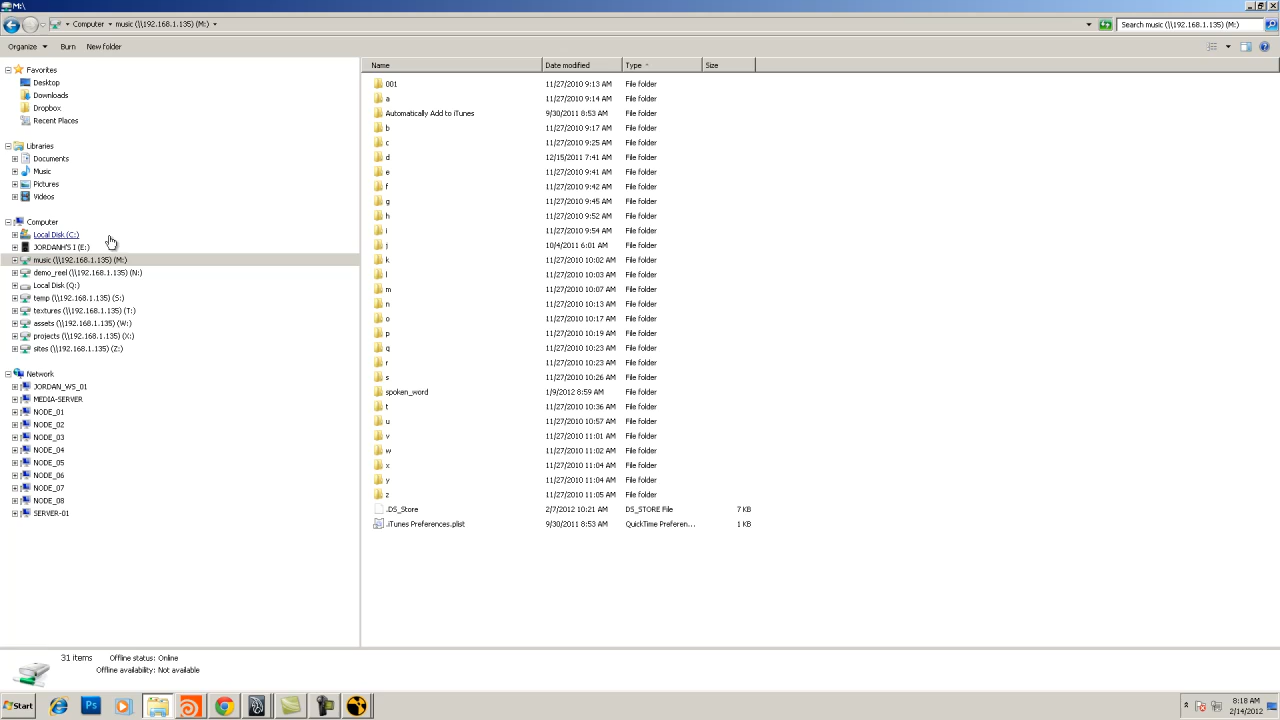 M:\
Computer music (\\192.168.1.135) (M:) Search music (\\192.168.1.135) (M:)
Organize Burn New folder
Favorites
Desktop
Downloads
Dropbox
Recent Places
Libraries
Documents
Music
Pictures
Videos
Computer
Local Disk (C:)
JORDANH'S I (E:)
music (\\192.168.1.135) (M:)
demo_reel (\\192.168.1.135) (N:)
Local Disk (Q:)
temp (\\192.168.1.135) (S:)
textures (\\192.168.1.135) (T:)
assets (\\192.168.1.135) (W:)
projects (\\192.168.1.135) (X:)
sites (\\192.168.1.135) (Z:)
Network
JORDAN_WS_01
MEDIA-SERVER
NODE_01
NODE_02
NODE_03
NODE_04
NODE_05
NODE_06
NODE_07
NODE_08
SERVER-01
Name Date modified Type Size
001 11/27/2010 9:13 AM File folder
a 11/27/2010 9:14 AM File folder
Automatically Add to iTunes 9/30/2011 8:53 AM File folder
b 11/27/2010 9:17 AM File folder
c 11/27/2010 9:25 AM File folder
d 12/15/2011 7:41 AM File folder
e 11/27/2010 9:41 AM File folder
f 11/27/2010 9:42 AM File folder
g 11/27/2010 9:45 AM File folder
h 11/27/2010 9:52 AM File folder
i 11/27/2010 9:54 AM File folder
j 10/4/2011 6:01 AM File folder
k 11/27/2010 10:02 AM File folder
l 11/27/2010 10:03 AM File folder
m 11/27/2010 10:07 AM File folder
n 11/27/2010 10:13 AM File folder
o 11/27/2010 10:17 AM File folder
p 11/27/2010 10:19 AM File folder
q 11/27/2010 10:23 AM File folder
r 11/27/2010 10:23 AM File folder
s 11/27/2010 10:26 AM File folder
spoken_word 1/9/2012 8:59 AM File folder
t 11/27/2010 10:36 AM File folder
u 11/27/2010 10:57 AM File folder
v 11/27/2010 11:01 AM File folder
w 11/27/2010 11:02 AM File folder
x 11/27/2010 11:04 AM File folder
y 11/27/2010 11:04 AM File folder
z 11/27/2010 11:05 AM File folder
.DS_Store 2/7/2012 10:21 AM DS_STORE File 7 KB
.iTunes Preferences.plist 9/30/2011 8:53 AM QuickTime Preferen... 1 KB
31 items Offline status: Online
Offline availability: Not available
Start Ps 8:18 AM
2/14/2012